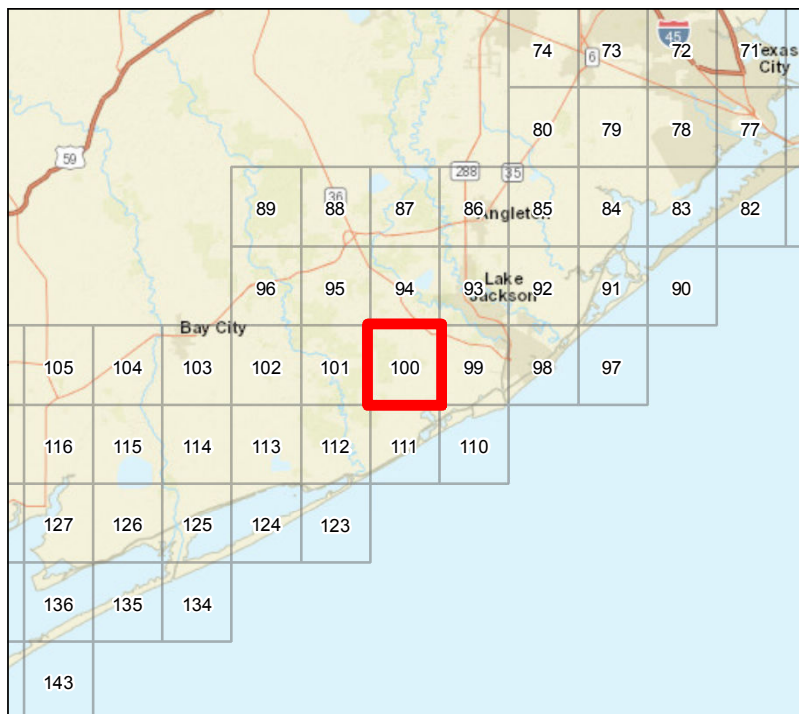 45
74 73 72 71 Texas
6
City
80 79 78 77
59
288 35
36
89 88 87 86 Angleton 85 84 83 82
Lake
96 95 94 93 92 91 90
Jackson
Bay City
105 104 103 102 101 100 99 98 97
116 115 114 113 112 111 110
127 126 125 124 123
136 135 134
143